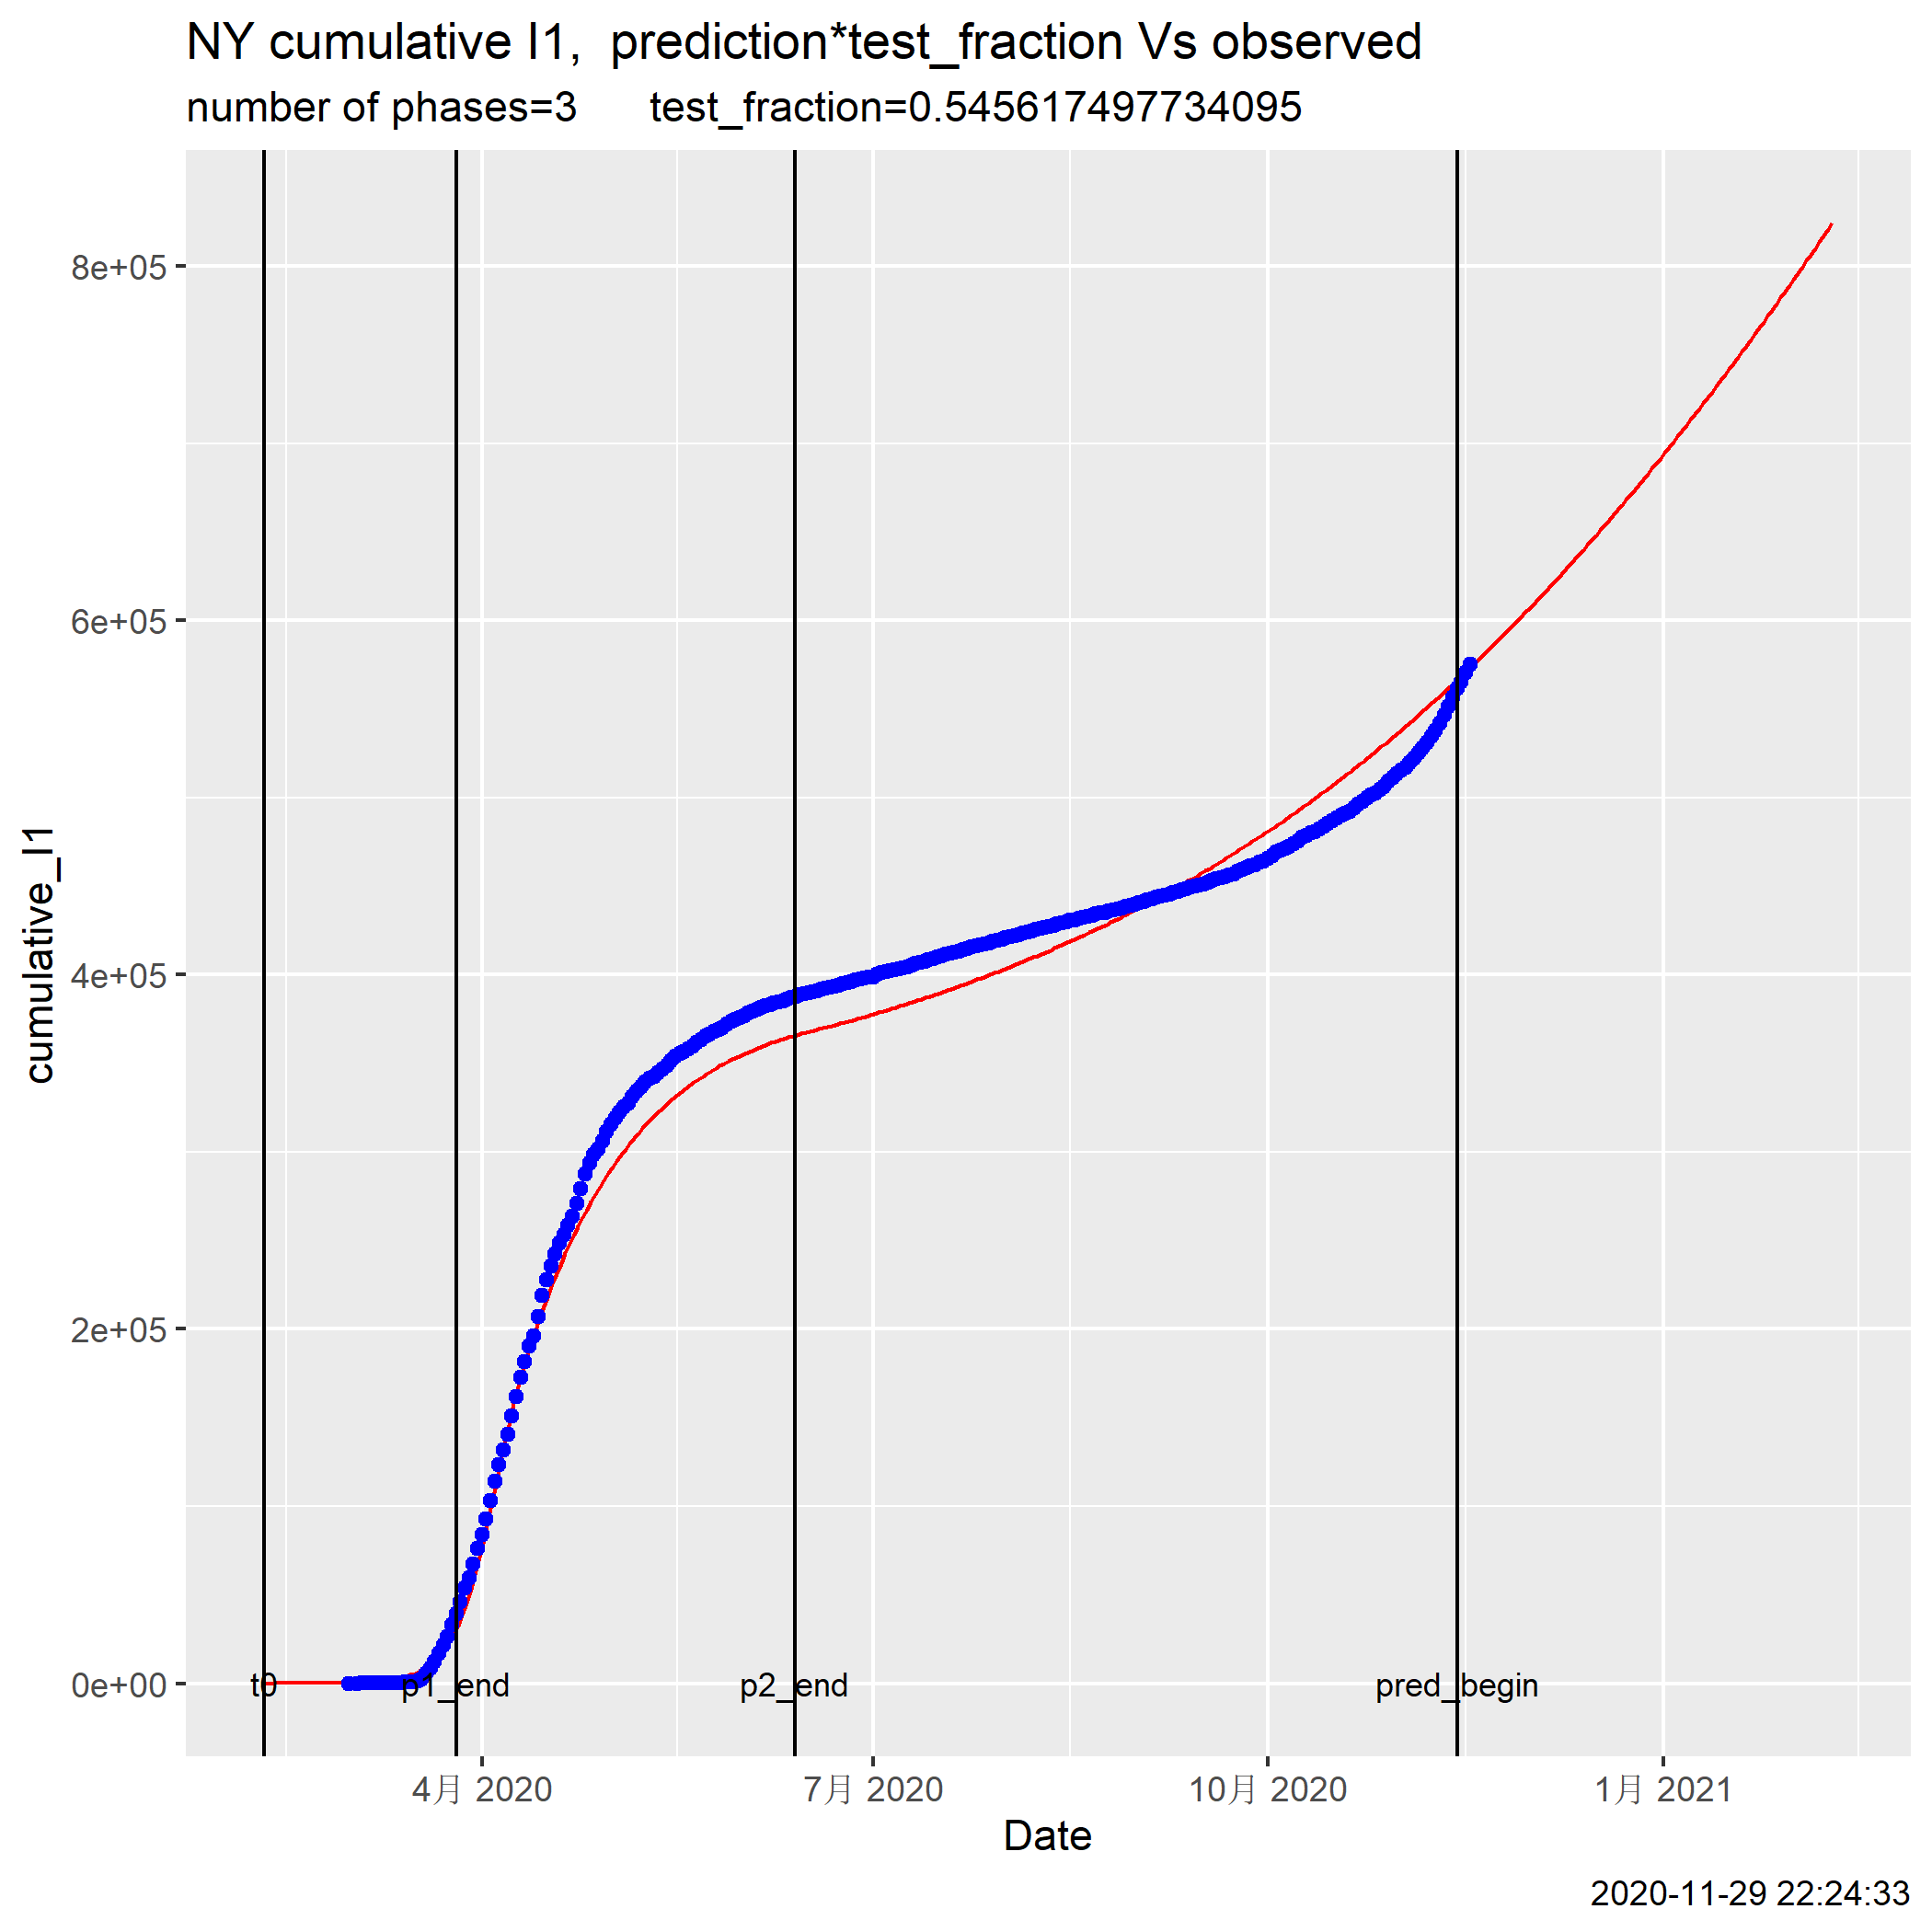 NY cumulative I1,  prediction*test_fraction Vs observed
number of phases=3      test_fraction=0.545617497734095
cumulative_I1
8e+05
6e+05
4e+05
2e+05
0e+00
t0
p1_end
p2_end
pred_begin
4月 2020
7月 2020
10月 2020
1月 2021
Date
2020-11-29 22:24:33